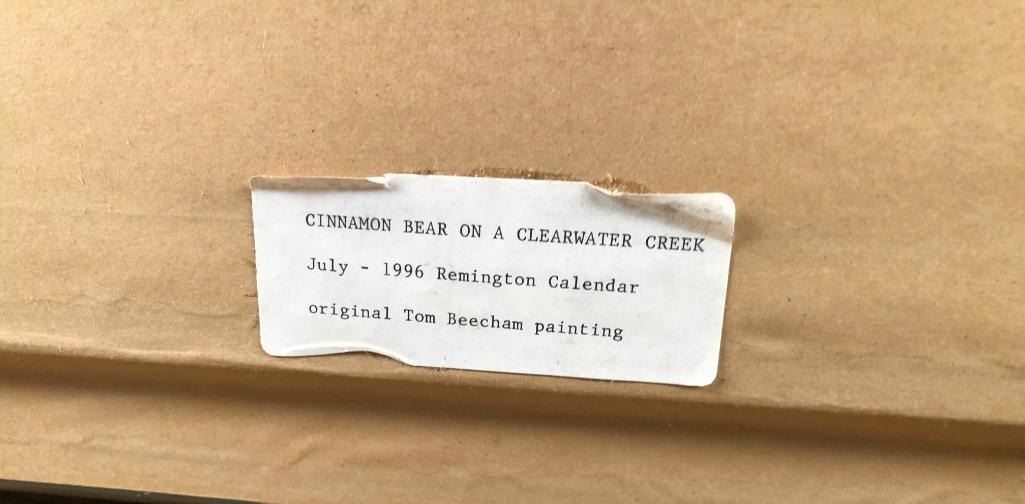 CINNAMON BEAR ON A CLEARWATER CREEK
July - 1996 Remington Calendar
original Tom Beecham painting